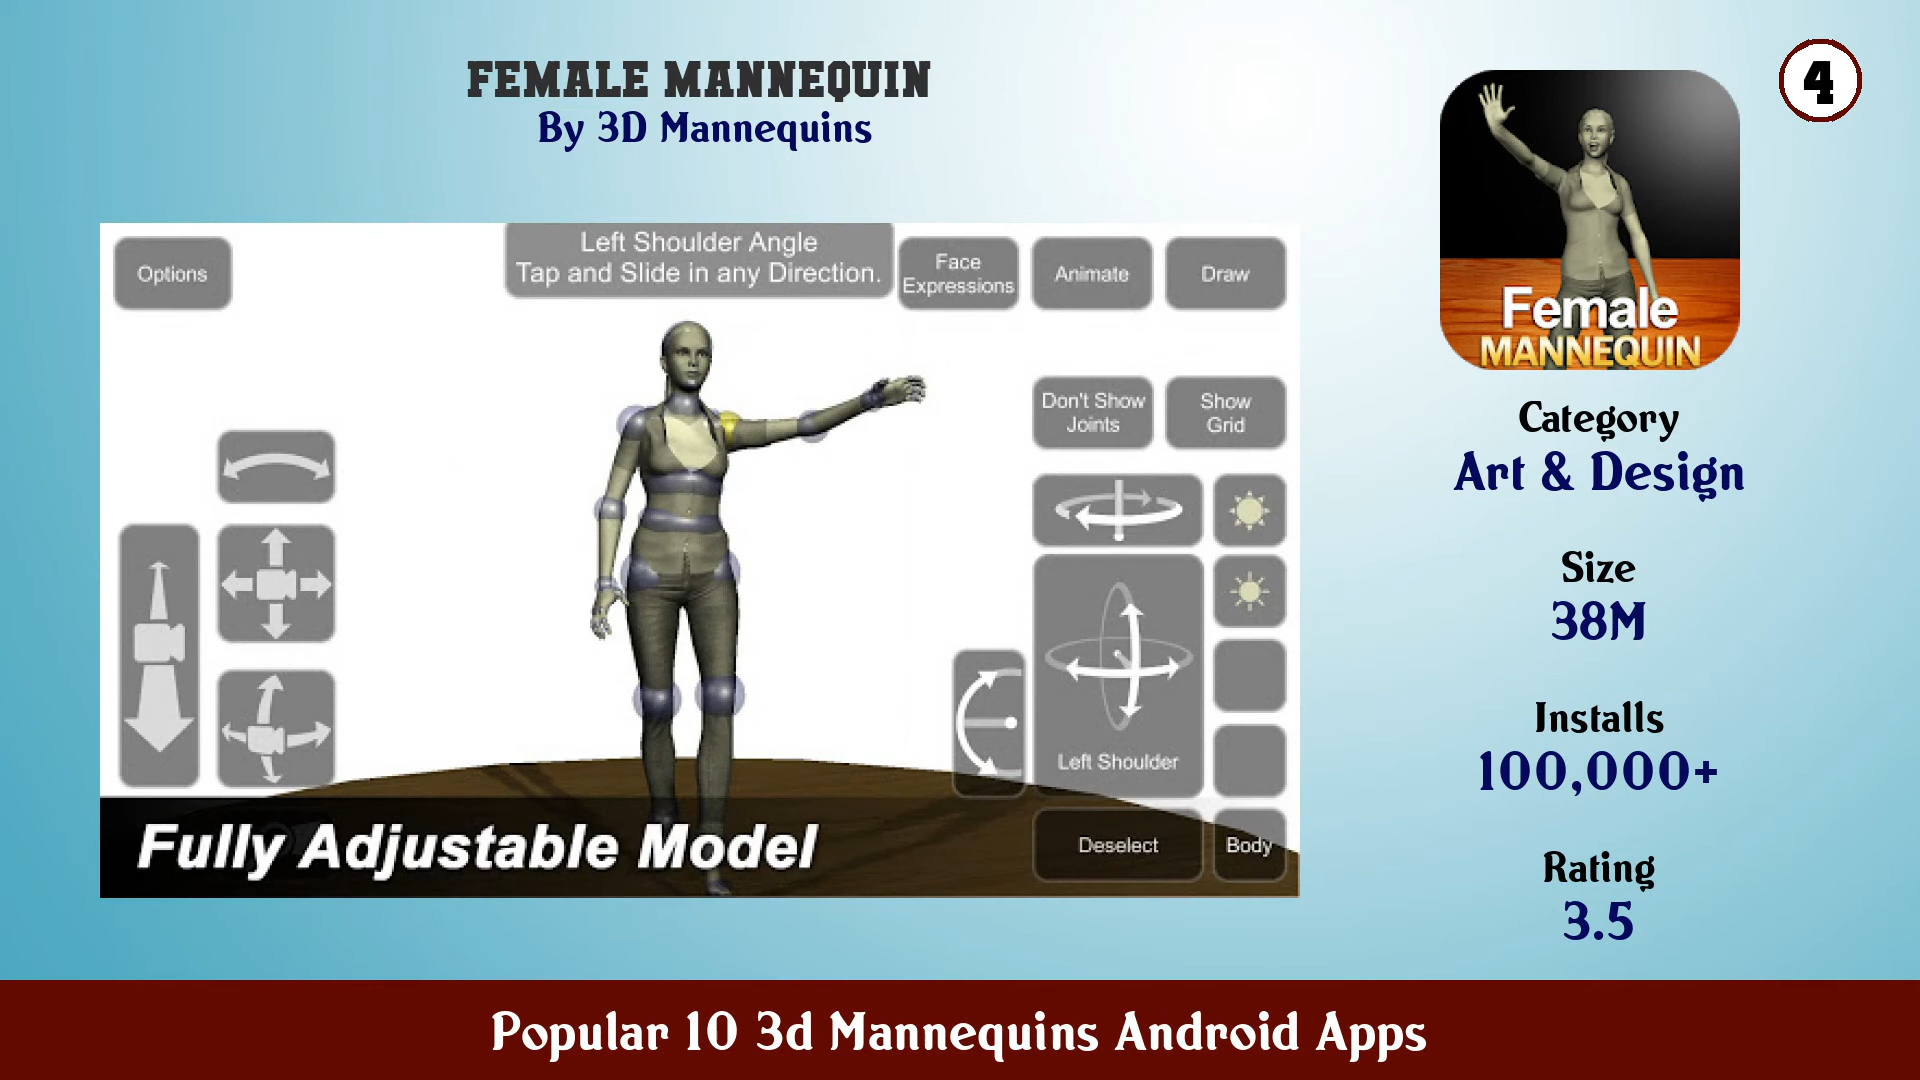 FEMALE MANNEQUIN
By 3D Mannequins
4
Options
Left Shoulder Angle
Tap and Slide in any Direction.
Face
Expressions
Animate
Draw
Don't Show
Joints
Show
Grid
Left Shoulder
Deselect
Body
Fully Adjustable Model
Female
MANNEQUIN
Category
Art & Design
Size
38M
Installs
100,000+
Rating
3.5
Popular 10 3d Mannequins Android Apps